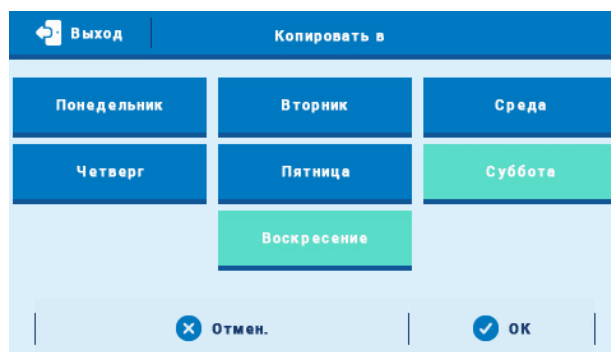 Выход Копировать в
Понедельник Вторник Среда
Четверг Пятница Суббота
Воскресение
Отмен. OK